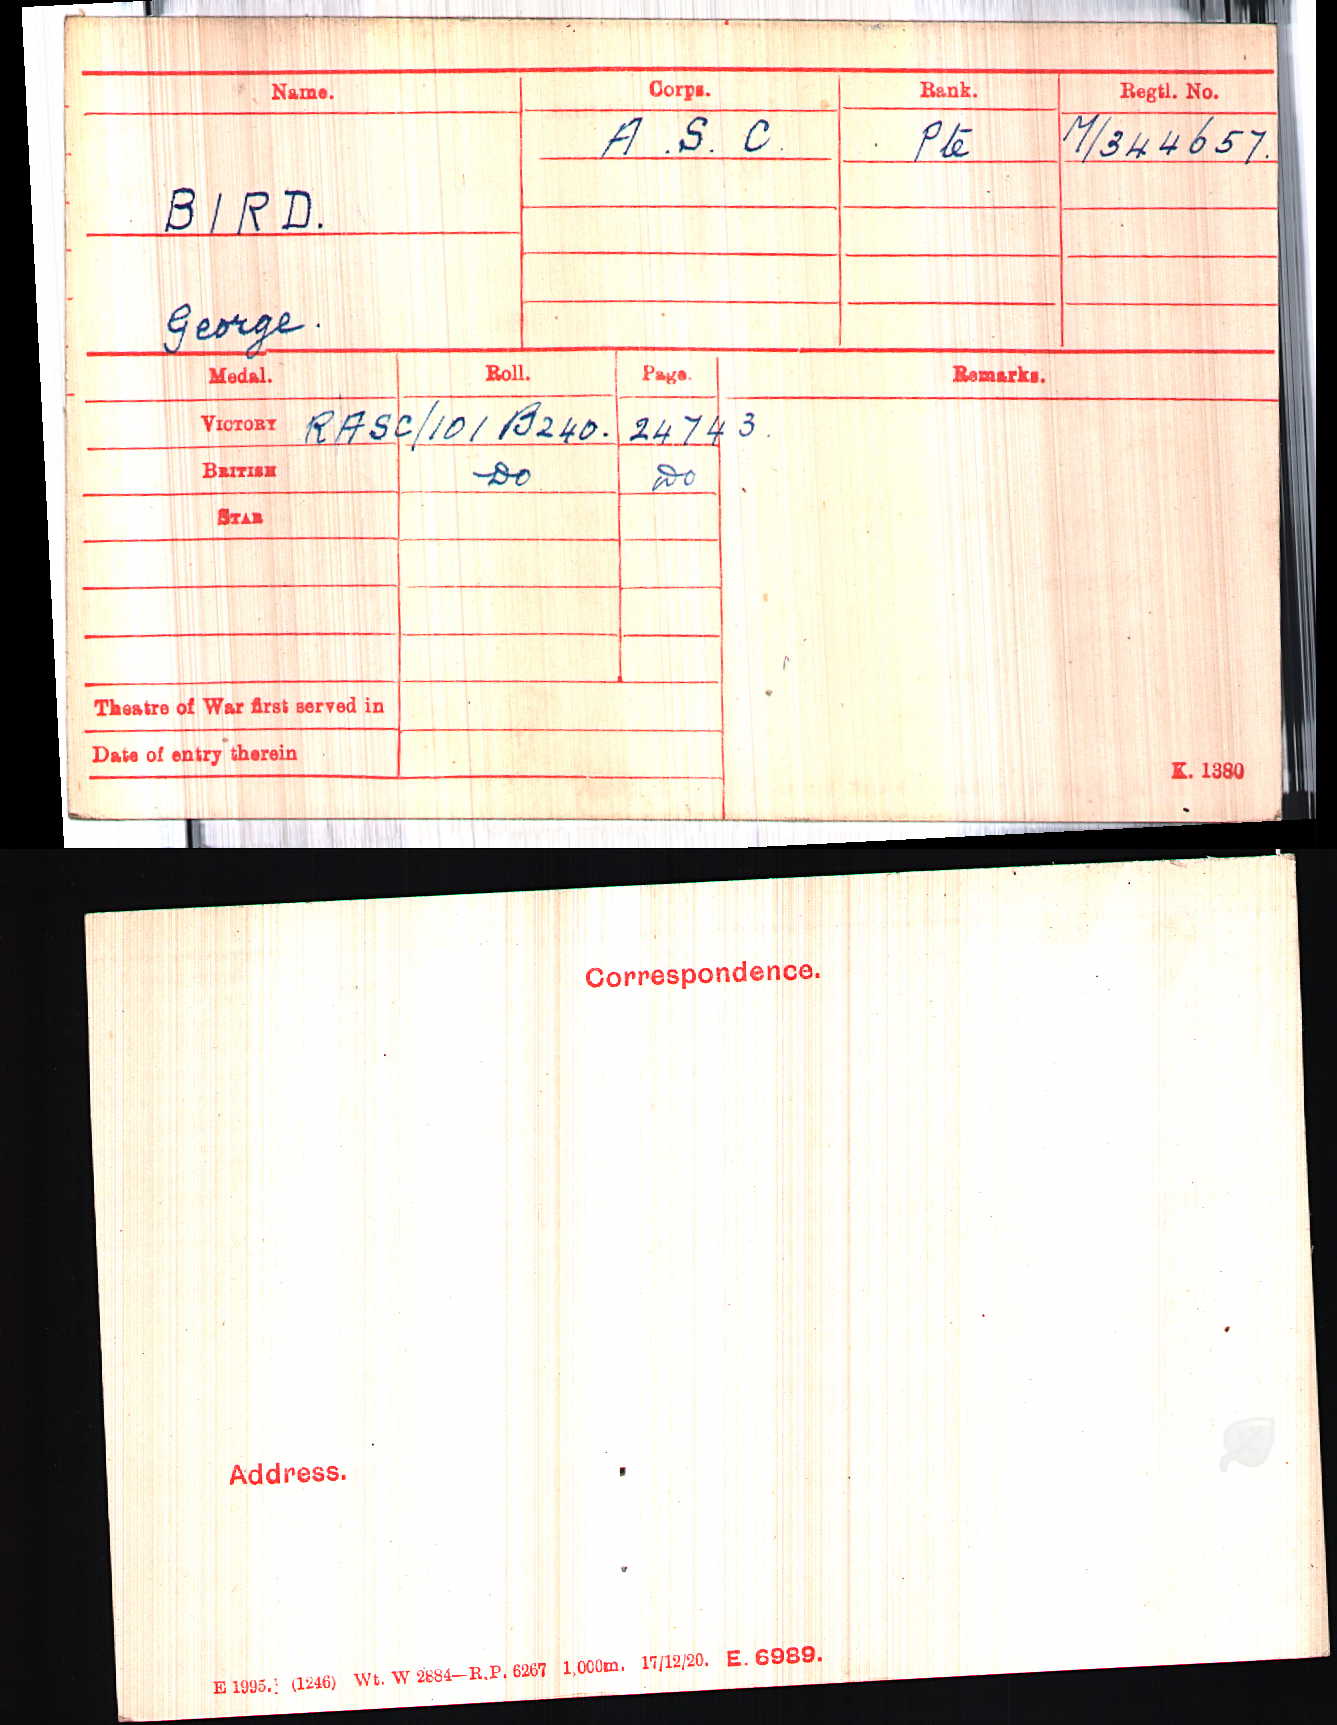 Name. Corps. Rank. Regtl. No.
A.S.C. Pte M/344657.
BIRD.
George.
Medal. Roll. Page. Remarks.
VICTORY RASC/101 B240. 24743.
BRITISH Do Do
STAR
Theatre of War first served in
Date of entry therein
K. 1380
Correspondence.
Address.
E 1995. (1246) Wt. W 2884—R.P. 6267 1,000m. 17/12/20. E. 6989.